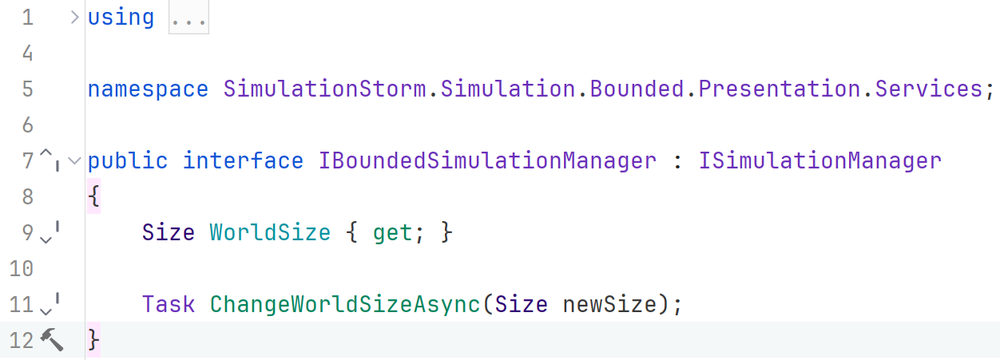 1 using ...
4
5 namespace SimulationStorm.Simulation.Bounded.Presentation.Services;
6
7 public interface IBoundedSimulationManager : ISimulationManager
8 {
9 Size WorldSize { get; }
10
11 Task ChangeWorldSizeAsync(Size newSize);
12 }